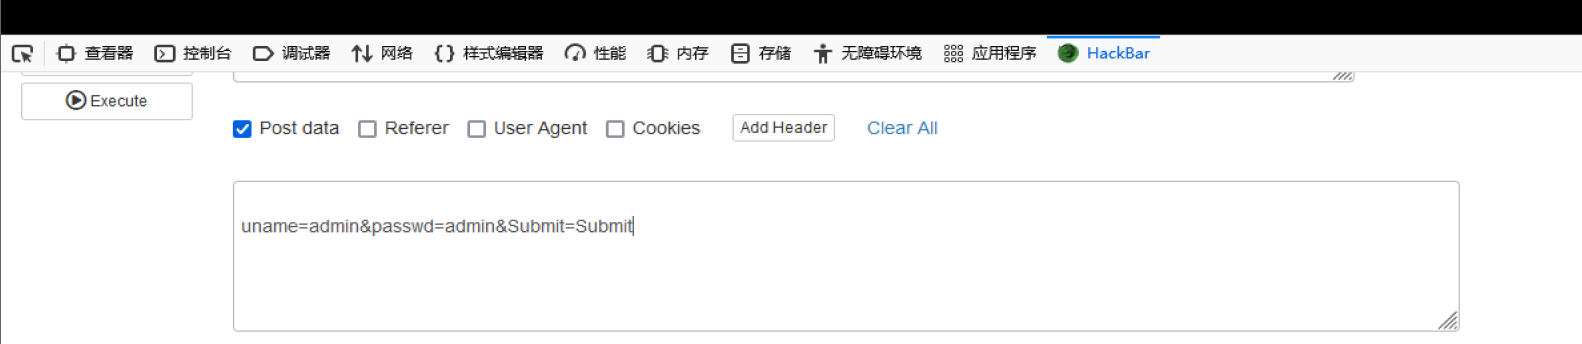 查看器 控制台 调试器 网络 样式编辑器 性能 内存 存储 无障碍环境 应用程序 HackBar
Execute
Post data Referer User Agent Cookies Add Header Clear All
uname=admin&passwd=admin&Submit=Submit